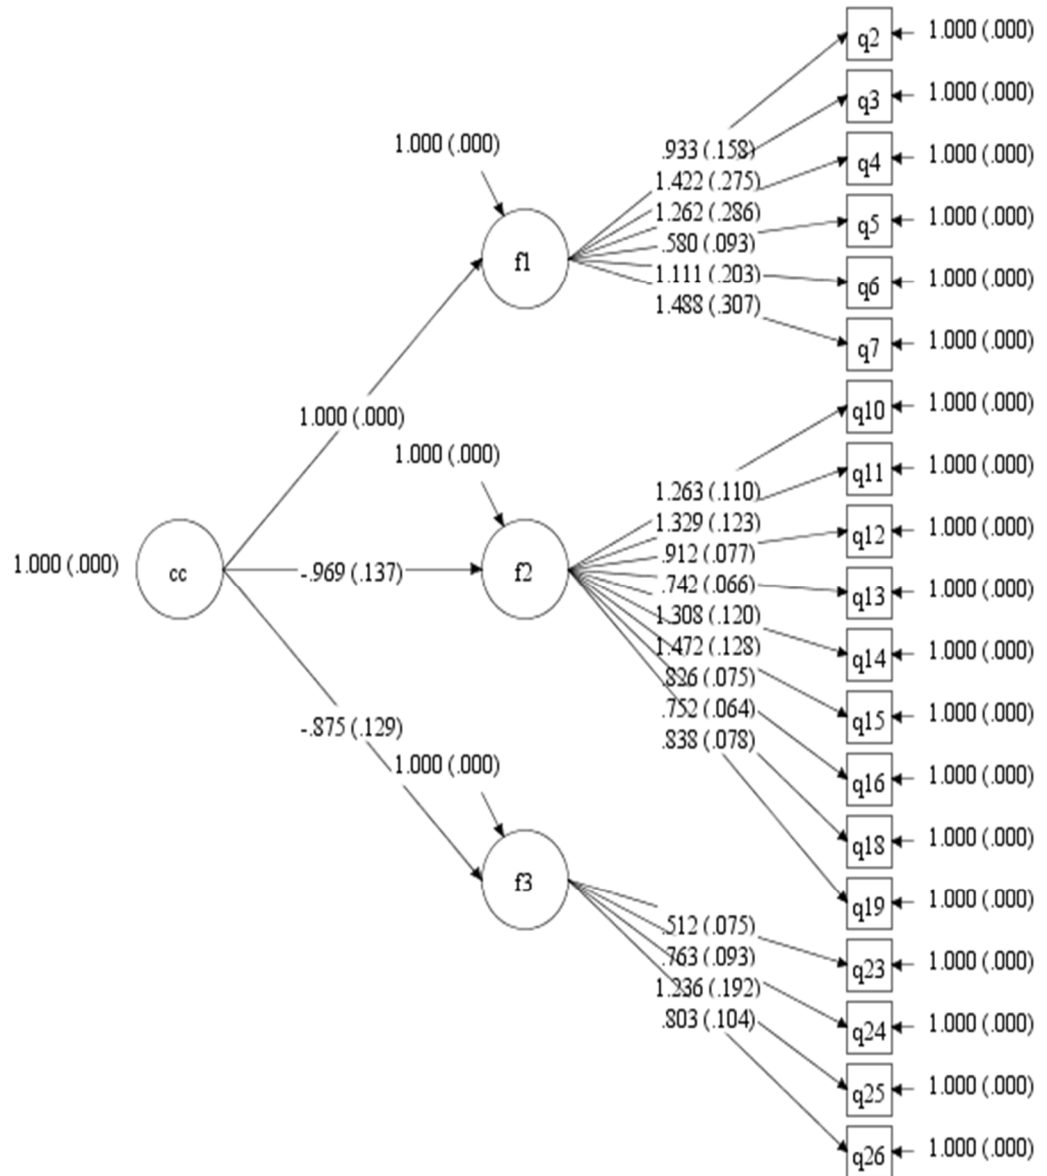 q2 1.000 (.000)
q3 1.000 (.000)
1.000 (.000)
.933 (.158)
q4 1.000 (.000)
1.422 (.275)
1.262 (.286)
q5 1.000 (.000)
.580 (.093)
f1
1.111 (.203)
q6 1.000 (.000)
1.488 (.307)
q7 1.000 (.000)
q10 1.000 (.000)
1.000 (.000)
1.000 (.000)
q11 1.000 (.000)
1.263 (.110)
1.329 (.123)
q12 1.000 (.000)
.912 (.077)
1.000 (.000)
cc
-.969 (.137)
f2
.742 (.066)
q13 1.000 (.000)
1.308 (.120)
1.472 (.128)
q14 1.000 (.000)
.826 (.075)
.752 (.064)
q15 1.000 (.000)
-.875 (.129)
.838 (.078)
1.000 (.000)
q16 1.000 (.000)
q18 1.000 (.000)
f3
q19 1.000 (.000)
.512 (.075)
.763 (.093)
q23 1.000 (.000)
1.236 (.192)
.803 (.104)
q24 1.000 (.000)
q25 1.000 (.000)
q26 1.000 (.000)